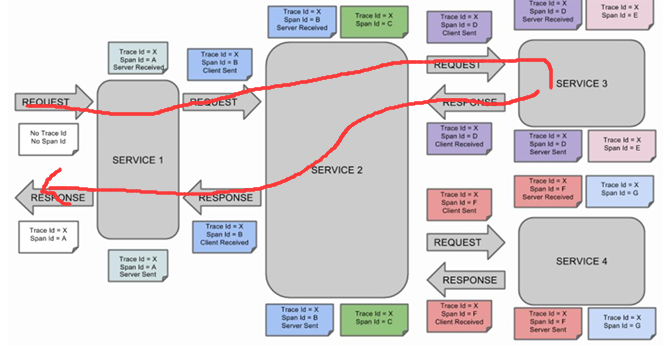 Trace Id = X
Span Id = B
Server Received
Trace Id = X
Span Id = C
Trace Id = X
Span Id = D
Client Sent
Trace Id = X
Span Id = D
Server Received
Trace Id = X
Span Id = E
Trace Id = X
Span Id = A
Server Received
Trace Id = X
Span Id = B
Client Sent
REQUEST
REQUEST
REQUEST
RESPONSE
SERVICE 3
No Trace Id
No Span Id
SERVICE 1
SERVICE 2
Trace Id = X
Span Id = D
Client Received
Trace Id = X
Span Id = D
Server Sent
Trace Id = X
Span Id = E
RESPONSE
RESPONSE
Trace Id = X
Span Id = F
Client Sent
Trace Id = X
Span Id = F
Server Received
Trace Id = X
Span Id = G
Trace Id = X
Span Id = A
Trace Id = X
Span Id = B
Client Received
REQUEST
RESPONSE
SERVICE 4
Trace Id = X
Span Id = A
Server Sent
Trace Id = X
Span Id = B
Server Sent
Trace Id = X
Span Id = C
Trace Id = X
Span Id = F
Client Received
Trace Id = X
Span Id = F
Server Sent
Trace Id = X
Span Id = G